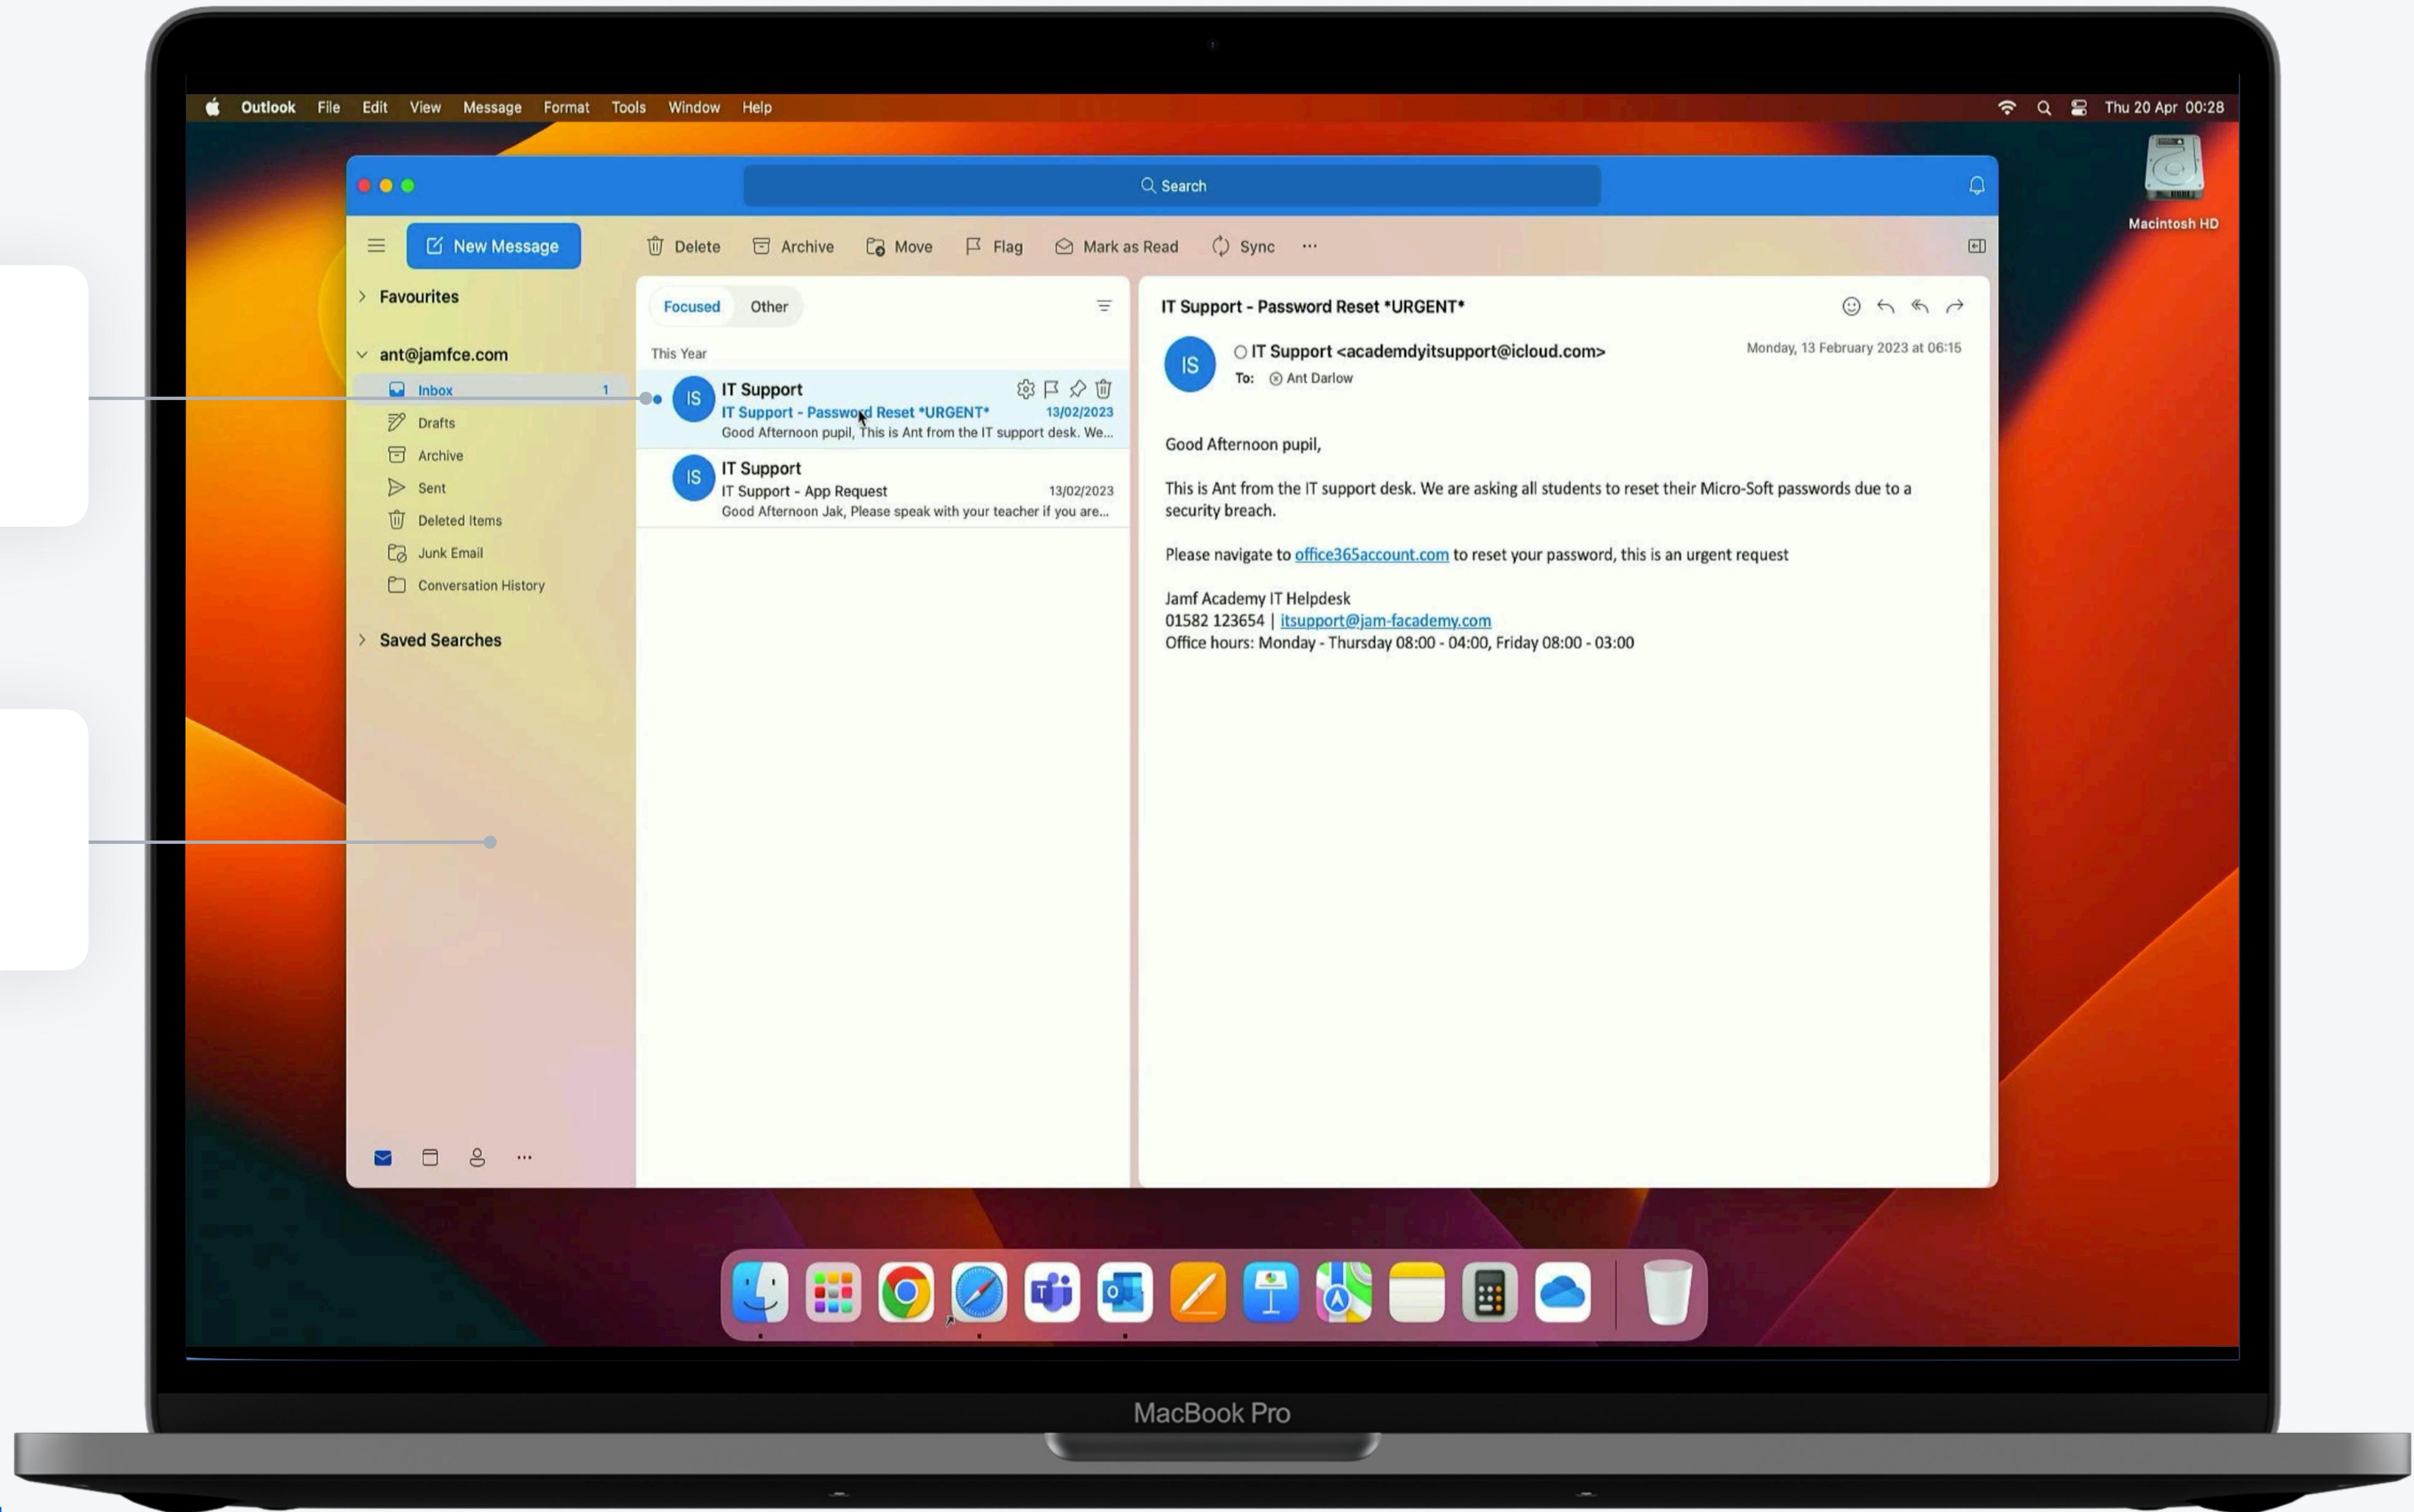 Outlook File Edit View Message Format Tools Window Help
Thu 20 Apr 00:28
Macintosh HD
Search
New Message
Delete
Archive
Move
Flag
Mark as Read
Sync
Favourites
ant@jamfce.com
Inbox 1
Drafts
Archive
Sent
Deleted Items
Junk Email
Conversation History
Saved Searches
Focused Other
This Year
IS
IT Support
IT Support - Password Reset *URGENT* 13/02/2023
Good Afternoon pupil, This is Ant from the IT support desk. We...
IS
IT Support
IT Support - App Request 13/02/2023
Good Afternoon Jak, Please speak with your teacher if you are...
IT Support - Password Reset *URGENT*
IS
IT Support <academdyitsupport@icloud.com>
Monday, 13 February 2023 at 06:15
To: Ant Darlow
Good Afternoon pupil,
This is Ant from the IT support desk. We are asking all students to reset their Micro-Soft passwords due to a
security breach.
Please navigate to office365account.com to reset your password, this is an urgent request
Jamf Academy IT Helpdesk
01582 123654 | itsupport@jam-facademy.com
Office hours: Monday - Thursday 08:00 - 04:00, Friday 08:00 - 03:00
MacBook Pro